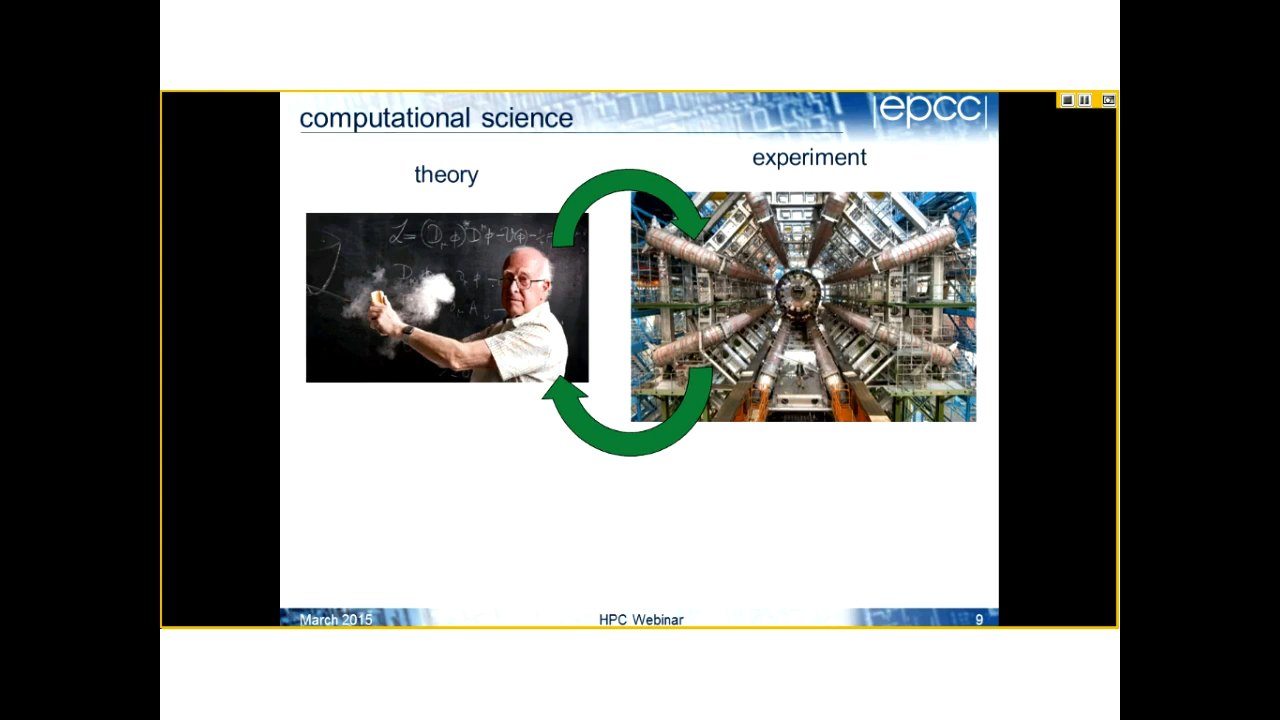 computational science
|epcc|
theory
experiment
March 2015
HPC Webinar
9